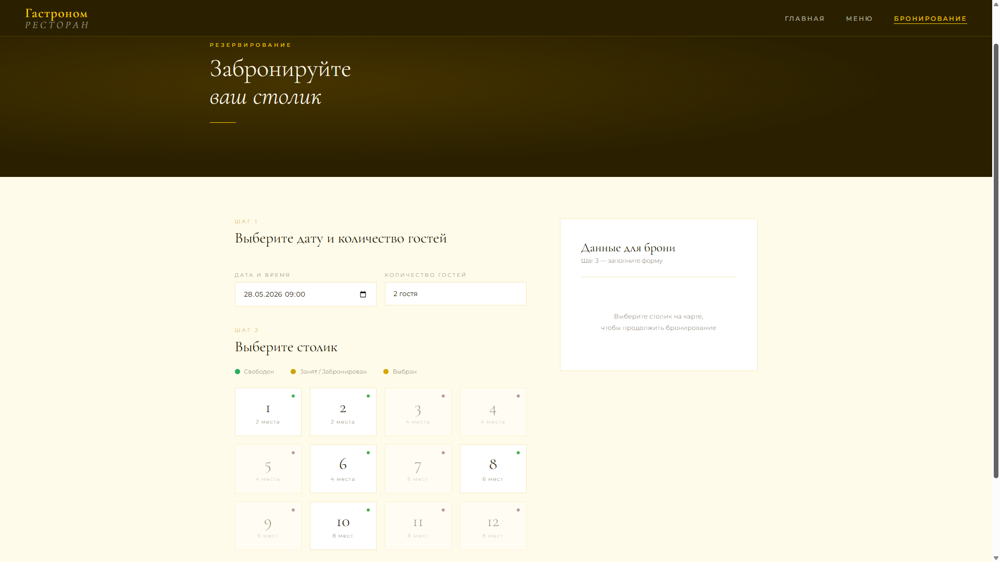 Гастроном
РЕСТОРАН
ГЛАВНАЯ
МЕНЮ
БРОНИРОВАНИЕ
РЕЗЕРВИРОВАНИЕ
Забронируйте
ваш столик
ШАГ 1
Выберите дату и количество гостей
ДАТА И ВРЕМЯ
КОЛИЧЕСТВО ГОСТЕЙ
28.05.2026 09:00
2 гостя
ШАГ 2
Выберите столик
Свободен
Занят / Забронирован
Выбран
1
2 места
2
2 места
3
4 места
4
4 места
5
4 места
6
4 места
7
6 мест
8
6 мест
9
6 мест
10
8 мест
11
8 мест
12
8 мест
Данные для брони
Шаг 3 — заполните форму
Выберите столик на карте,
чтобы продолжить бронирование